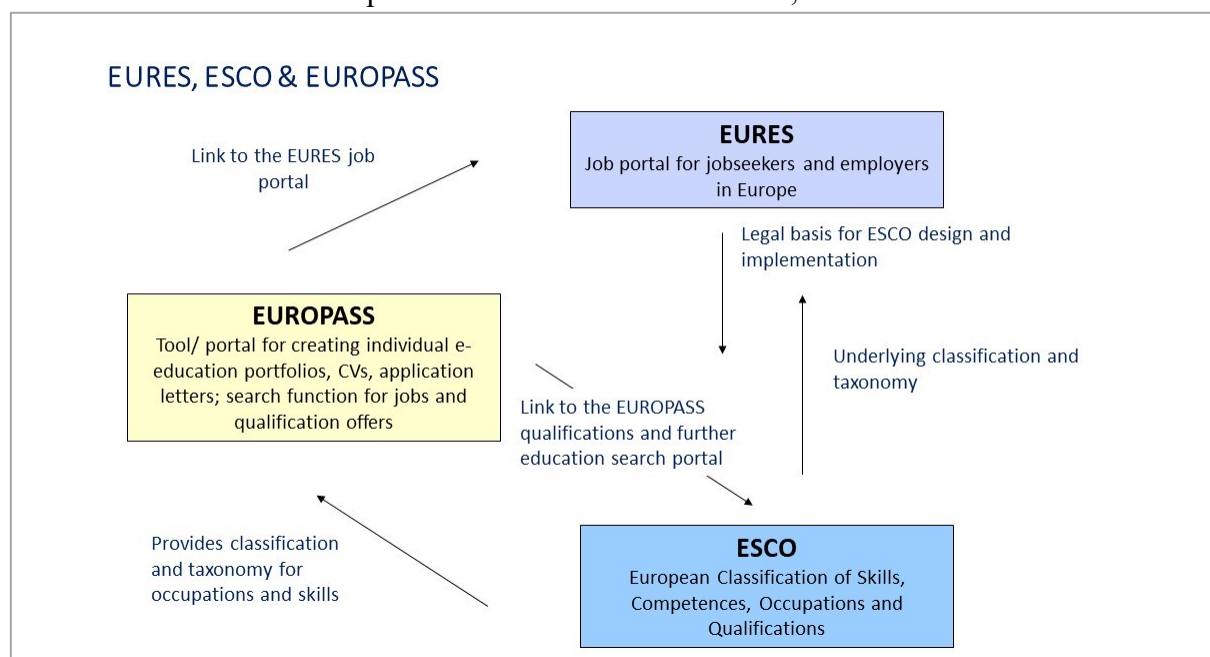 EURES, ESCO & EUROPASS
Link to the EURES job
portal
EURES
Job portal for jobseekers and employers
in Europe
Legal basis for ESCO design and
implementation
EUROPASS
Tool/ portal for creating individual e-
education portfolios, CVs, application
letters; search function for jobs and
qualification offers
Underlying classification and
taxonomy
Link to the EUROPASS
qualifications and further
education search portal
Provides classification
and taxonomy for
occupations and skills
ESCO
European Classification of Skills,
Competences, Occupations and
Qualifications